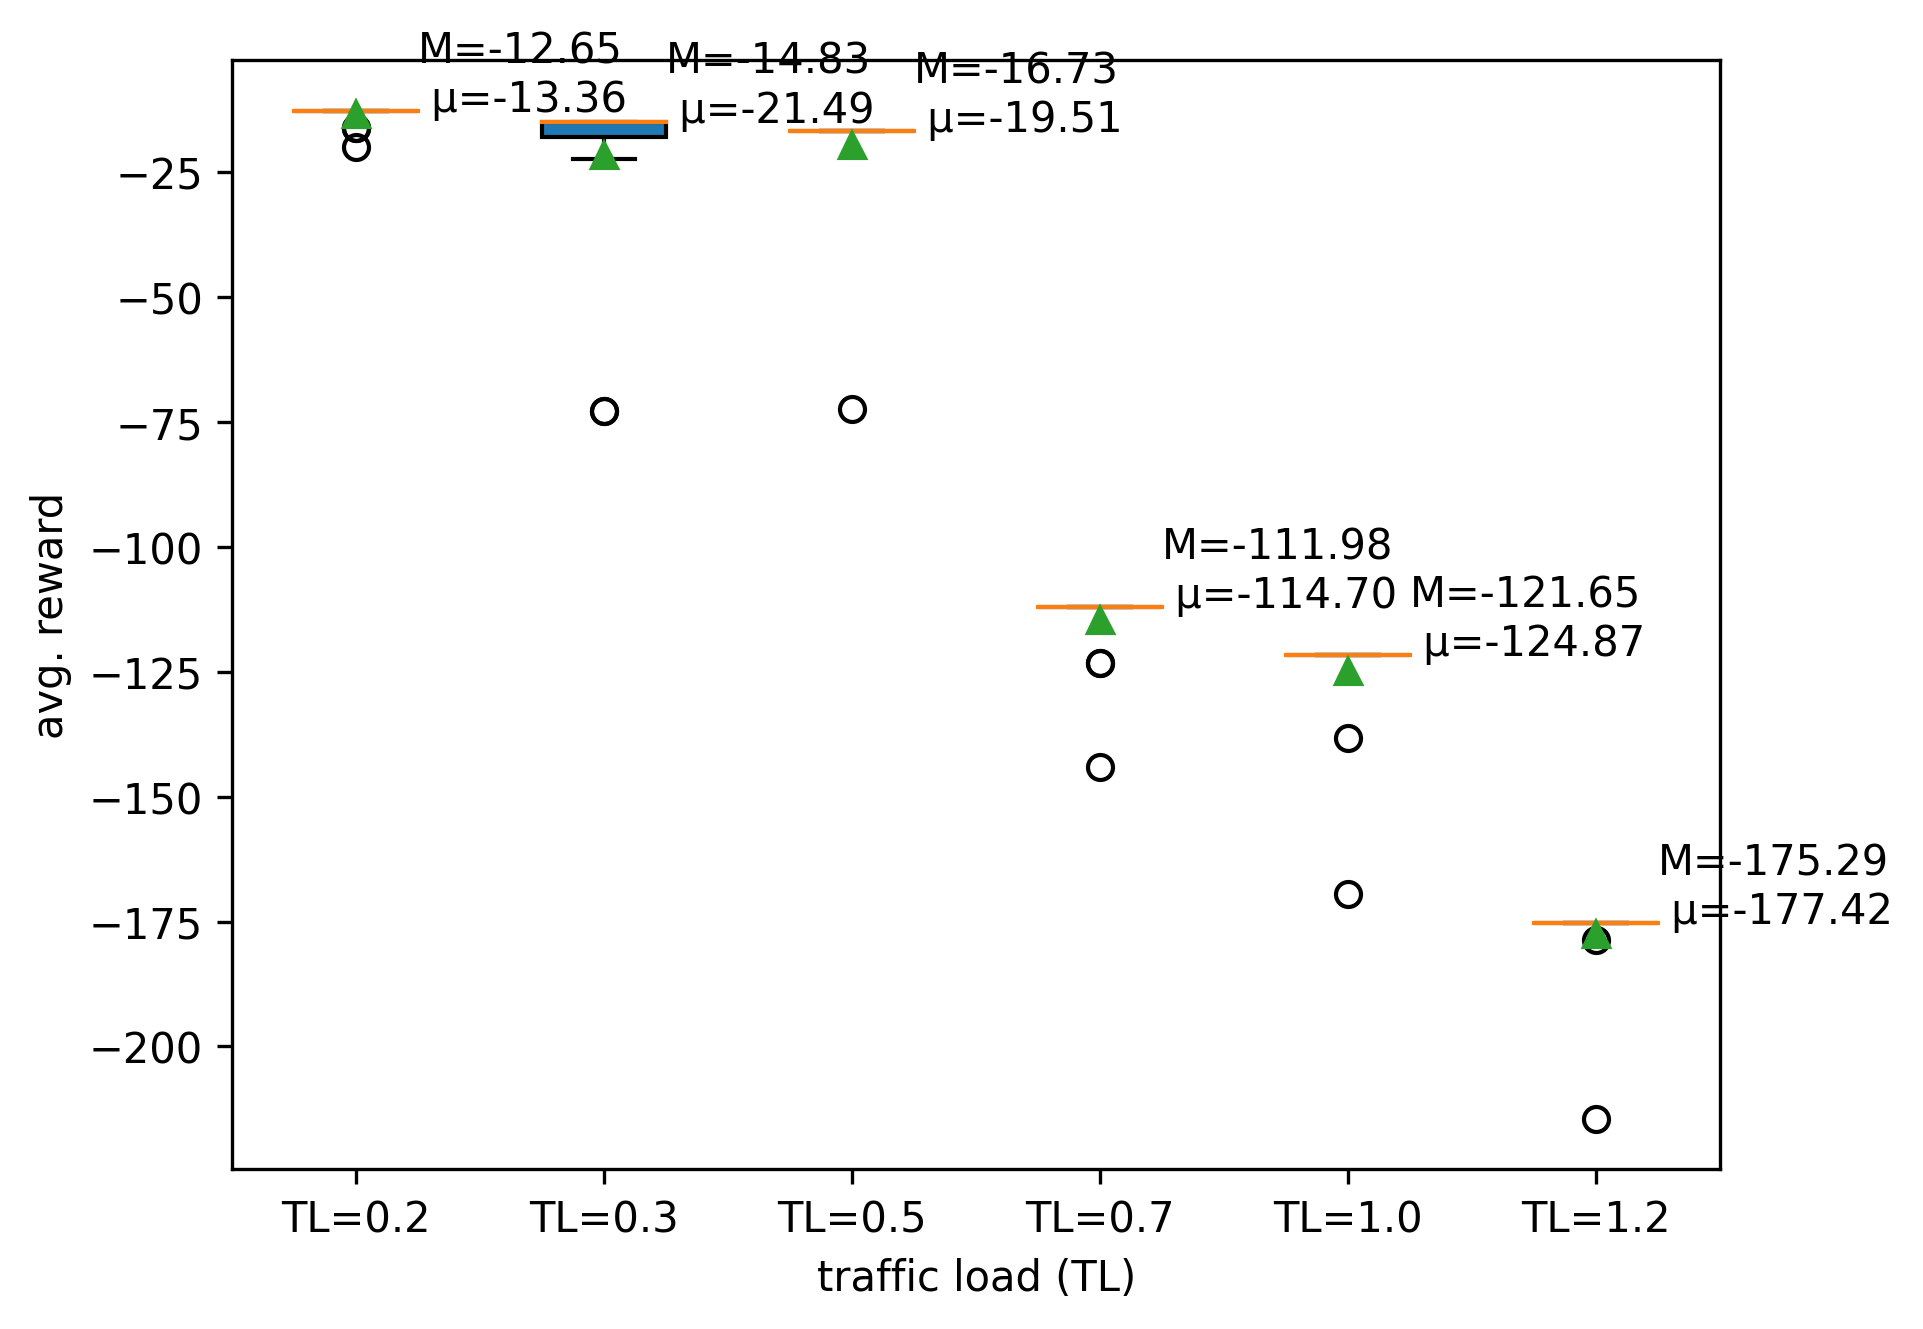 M=-12.65
μ=-13.36
M=-14.83
μ=-21.49
M=-16.73
μ=-19.51
M=-111.98
μ=-114.70
M=-121.65
μ=-124.87
M=-175.29
μ=-177.42
−25
−50
−75
−100
−125
−150
−175
−200
avg. reward
TL=0.2 TL=0.3 TL=0.5 TL=0.7 TL=1.0 TL=1.2
traffic load (TL)